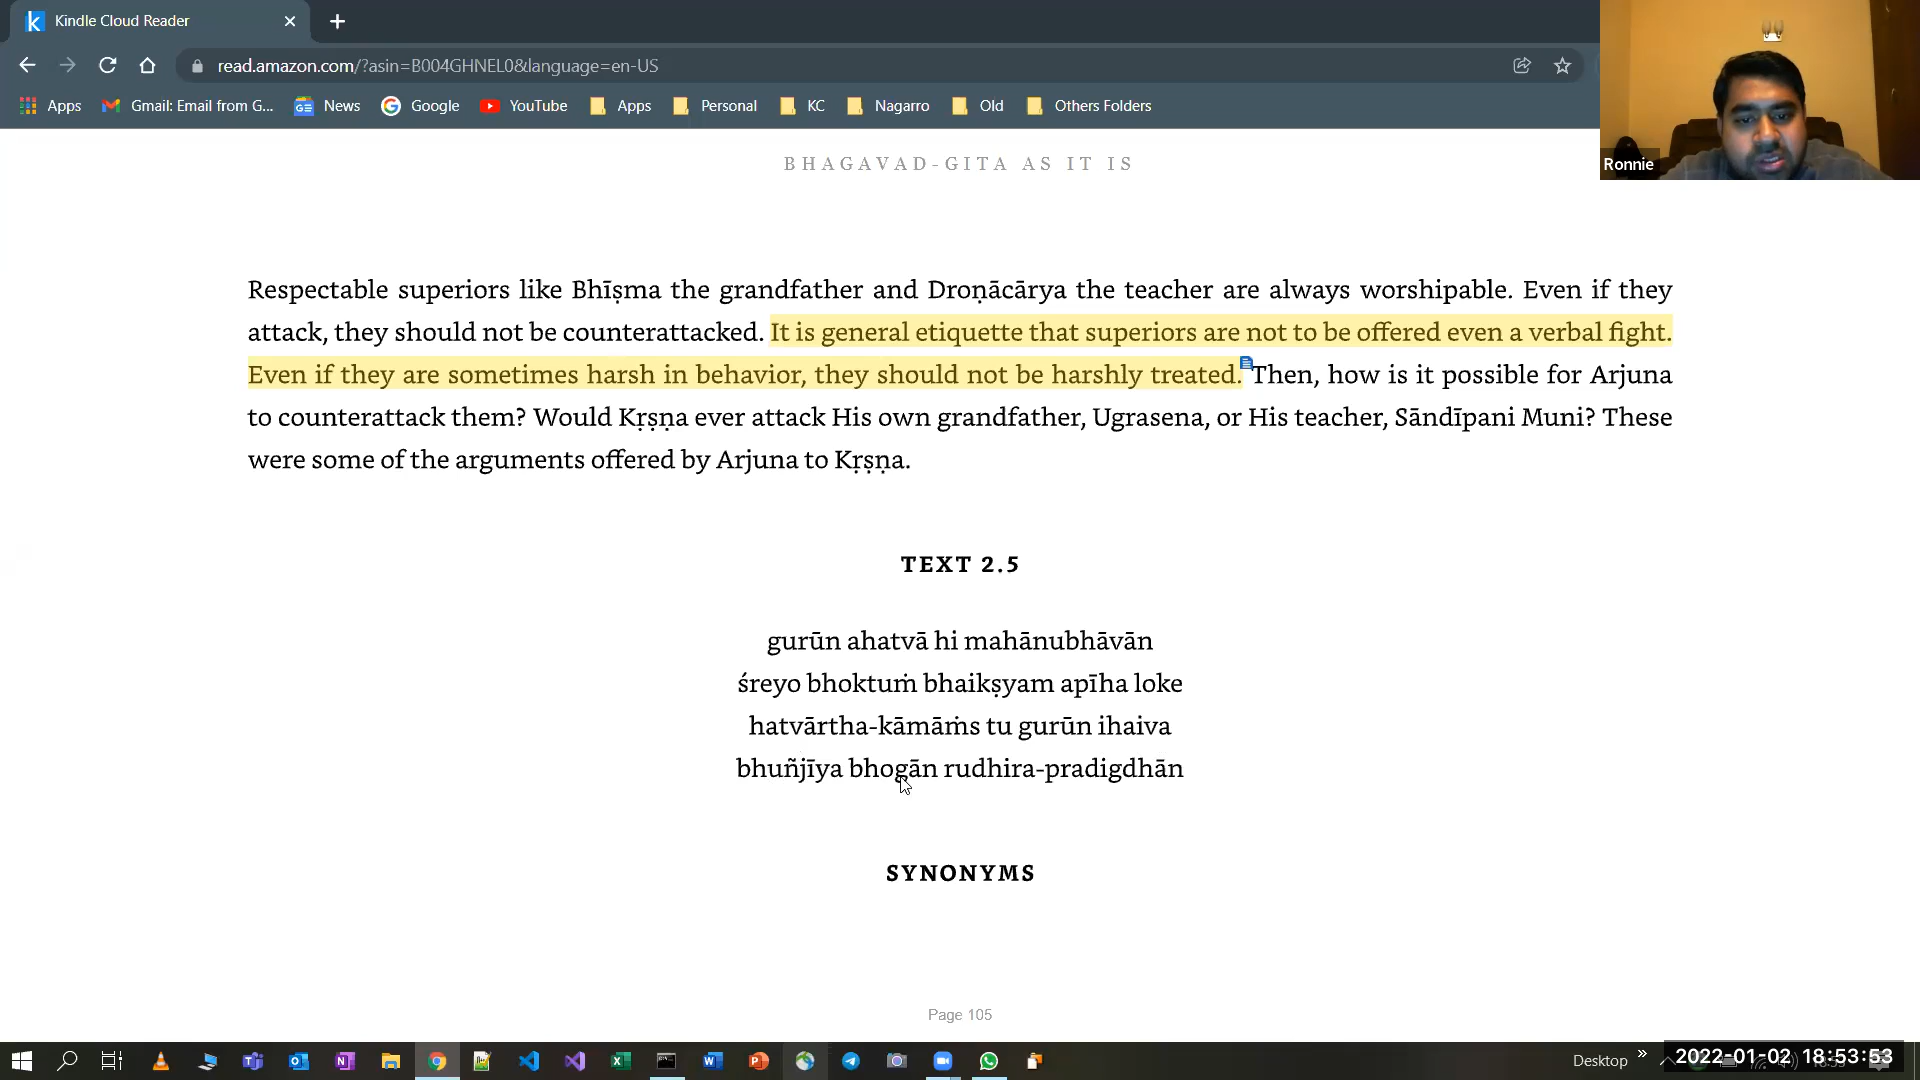 Kindle Cloud Reader
read.amazon.com/?asin=B004GHNEL0&language=en-US
Apps Gmail: Email from G... News Google YouTube Apps Personal KC Nagarro Old Others Folders
Ronnie
BHAGAVAD-GITA AS IT IS
Respectable superiors like Bhīṣma the grandfather and Droṇācārya the teacher are always worshipable. Even if they
attack, they should not be counterattacked. It is general etiquette that superiors are not to be offered even a verbal fight.
Even if they are sometimes harsh in behavior, they should not be harshly treated. Then, how is it possible for Arjuna
to counterattack them? Would Kṛṣṇa ever attack His own grandfather, Ugrasena, or His teacher, Sāndīpani Muni? These
were some of the arguments offered by Arjuna to Kṛṣṇa.
TEXT 2.5
gurūn ahatvā hi mahānubhāvān
śreyo bhoktuṁ bhaikṣyam apīha loke
hatvārtha-kāmāṁs tu gurūn ihaiva
bhuñjīya bhogān rudhira-pradigdhān
SYNONYMS
Page 105
Desktop
2022-01-02 18:53:53